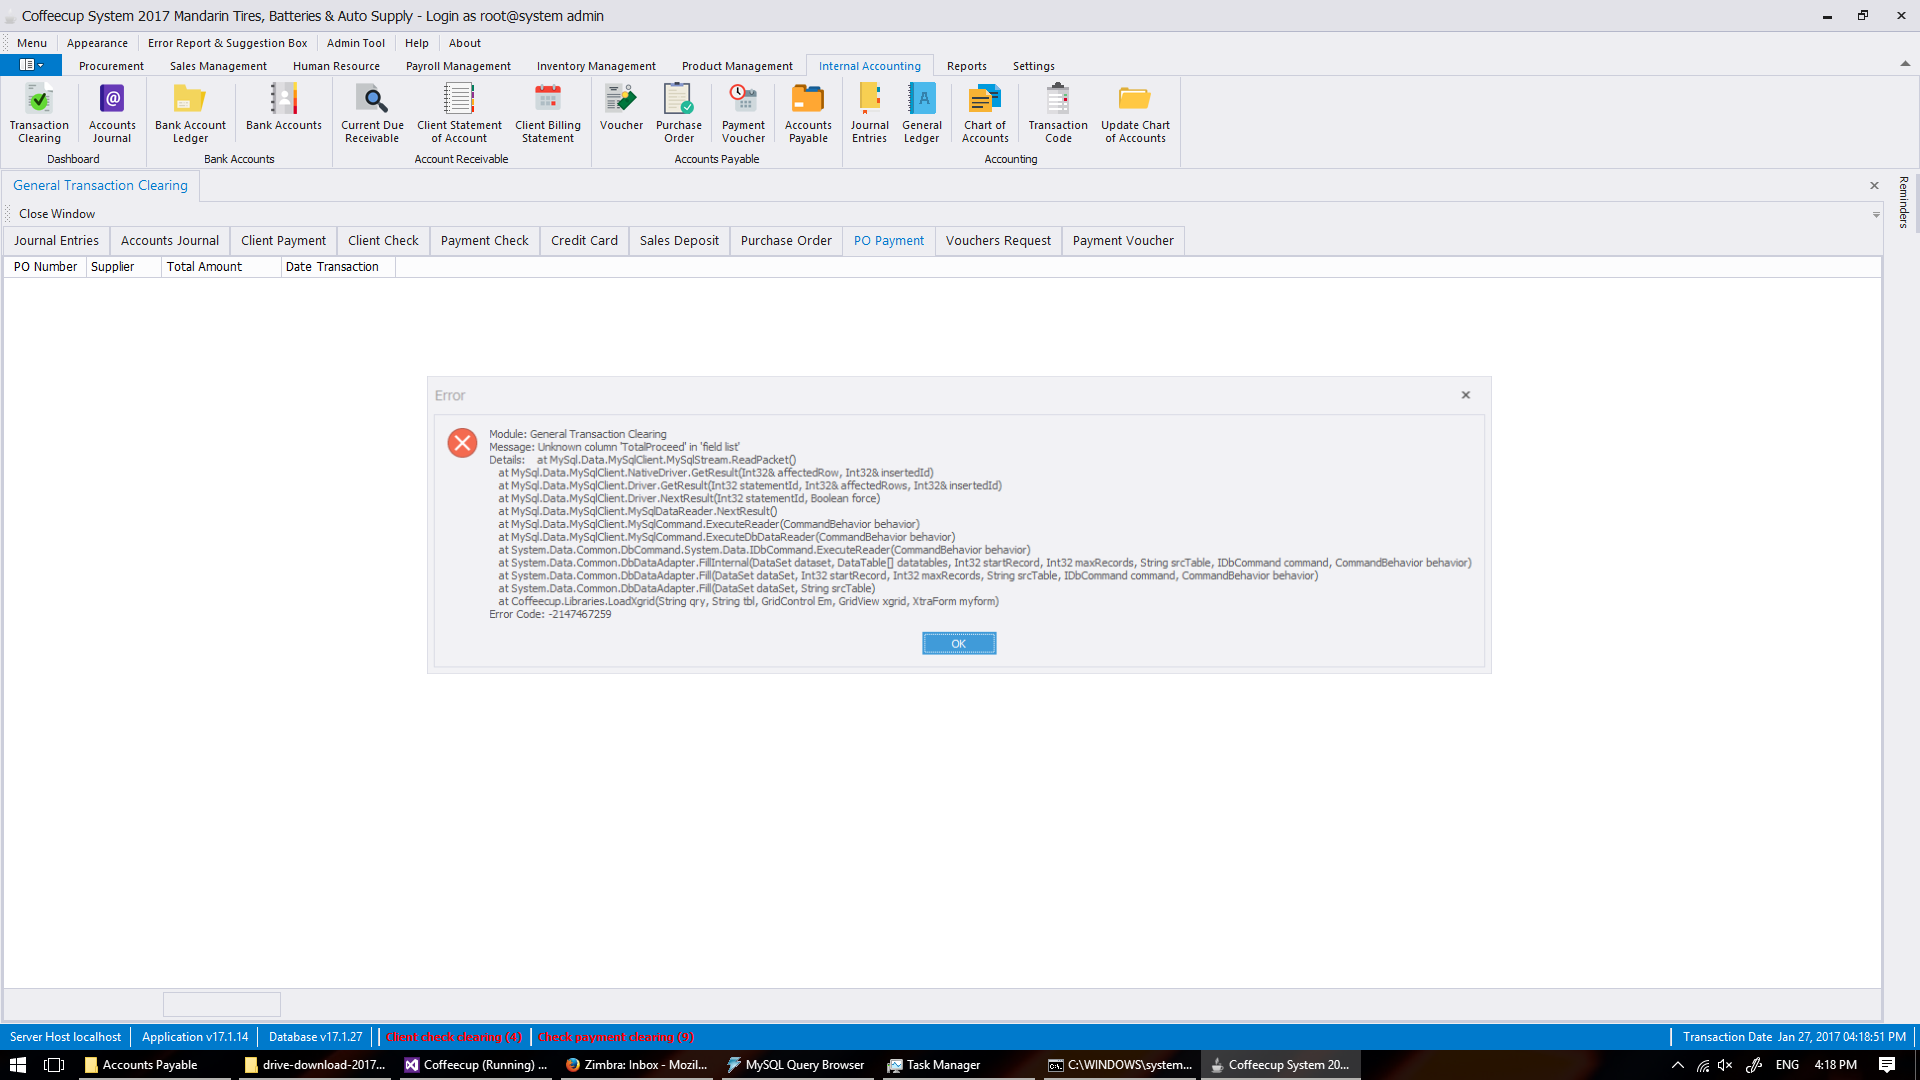 Coffeecup System 2017 Mandarin Tires, Batteries & Auto Supply - Login as root@system admin
Menu Appearance Error Report & Suggestion Box Admin Tool Help About
Procurement Sales Management Human Resource Payroll Management Inventory Management Product Management Internal Accounting Reports Settings
Transaction Clearing
Accounts Journal
Bank Account Ledger
Bank Accounts
Current Due Receivable
Client Statement of Account
Client Billing Statement
Voucher
Purchase Order
Payment Voucher
Accounts Payable
Journal Entries
General Ledger
Chart of Accounts
Transaction Code
Update Chart of Accounts
Dashboard Bank Accounts Account Receivable Accounts Payable Accounting
General Transaction Clearing
Reminders
Close Window
Journal Entries Accounts Journal Client Payment Client Check Payment Check Credit Card Sales Deposit Purchase Order PO Payment Vouchers Request Payment Voucher
PO Number Supplier Total Amount Date Transaction
Error
Module: General Transaction Clearing
Message: Unknown column 'TotalProceed' in 'field list'
Details: at MySql.Data.MySqlClient.MySqlStream.ReadPacket()
at MySql.Data.MySqlClient.NativeDriver.GetResult(Int32& affectedRow, Int32& insertedId)
at MySql.Data.MySqlClient.Driver.GetResult(Int32 statementId, Int32& affectedRows, Int32& insertedId)
at MySql.Data.MySqlClient.Driver.NextResult(Int32 statementId, Boolean force)
at MySql.Data.MySqlClient.MySqlDataReader.NextResult()
at MySql.Data.MySqlClient.MySqlCommand.ExecuteReader(CommandBehavior behavior)
at MySql.Data.MySqlClient.MySqlCommand.ExecuteDbDataReader(CommandBehavior behavior)
at System.Data.Common.DbCommand.System.Data.IDbCommand.ExecuteReader(CommandBehavior behavior)
at System.Data.Common.DbDataAdapter.FillInternal(DataSet dataset, DataTable[] datatables, Int32 startRecord, Int32 maxRecords, String srcTable, IDbCommand command, CommandBehavior behavior)
at System.Data.Common.DbDataAdapter.Fill(DataSet dataSet, Int32 startRecord, Int32 maxRecords, String srcTable, IDbCommand command, CommandBehavior behavior)
at System.Data.Common.DbDataAdapter.Fill(DataSet dataSet, String srcTable)
at Coffeecup.Libraries.LoadXgrid(String qry, String tbl, GridControl Em, GridView xgrid, XtraForm myform)
Error Code: -2147467259
OK
Server Host localhost Application v17.1.14 Database v17.1.27 Client check clearing (4) Check payment clearing (9) Transaction Date Jan 27, 2017 04:18:51 PM
Accounts Payable drive-download-2017... Coffeecup (Running) ... Zimbra: Inbox - Mozil... MySQL Query Browser Task Manager C:\WINDOWS\system... Coffeecup System 20... ENG 4:18 PM